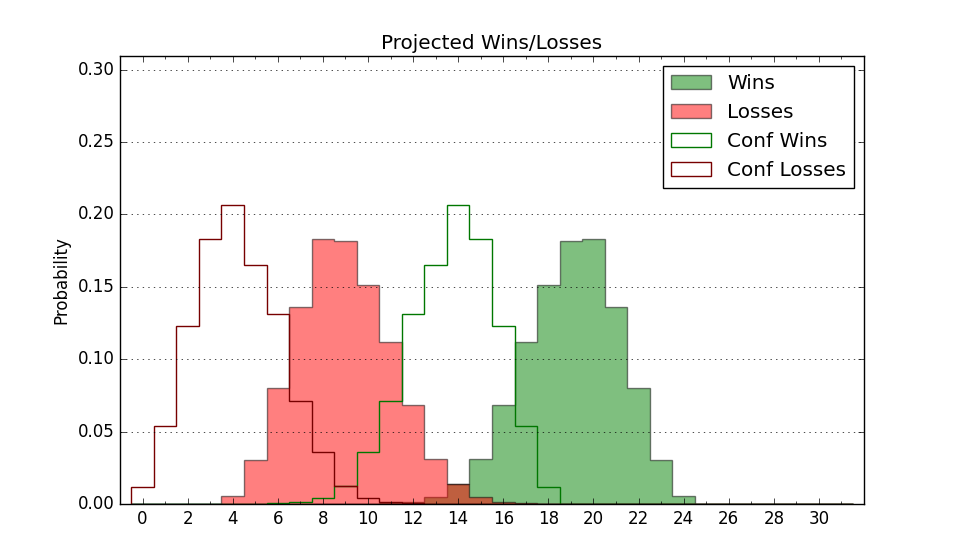 Projected Wins/Losses
0.30
0.25
0.20
0.15
0.10
0.05
0.00
Probability
Wins
Losses
Conf Wins
Conf Losses
0 2 4 6 8 10 12 14 16 18 20 22 24 26 28 30